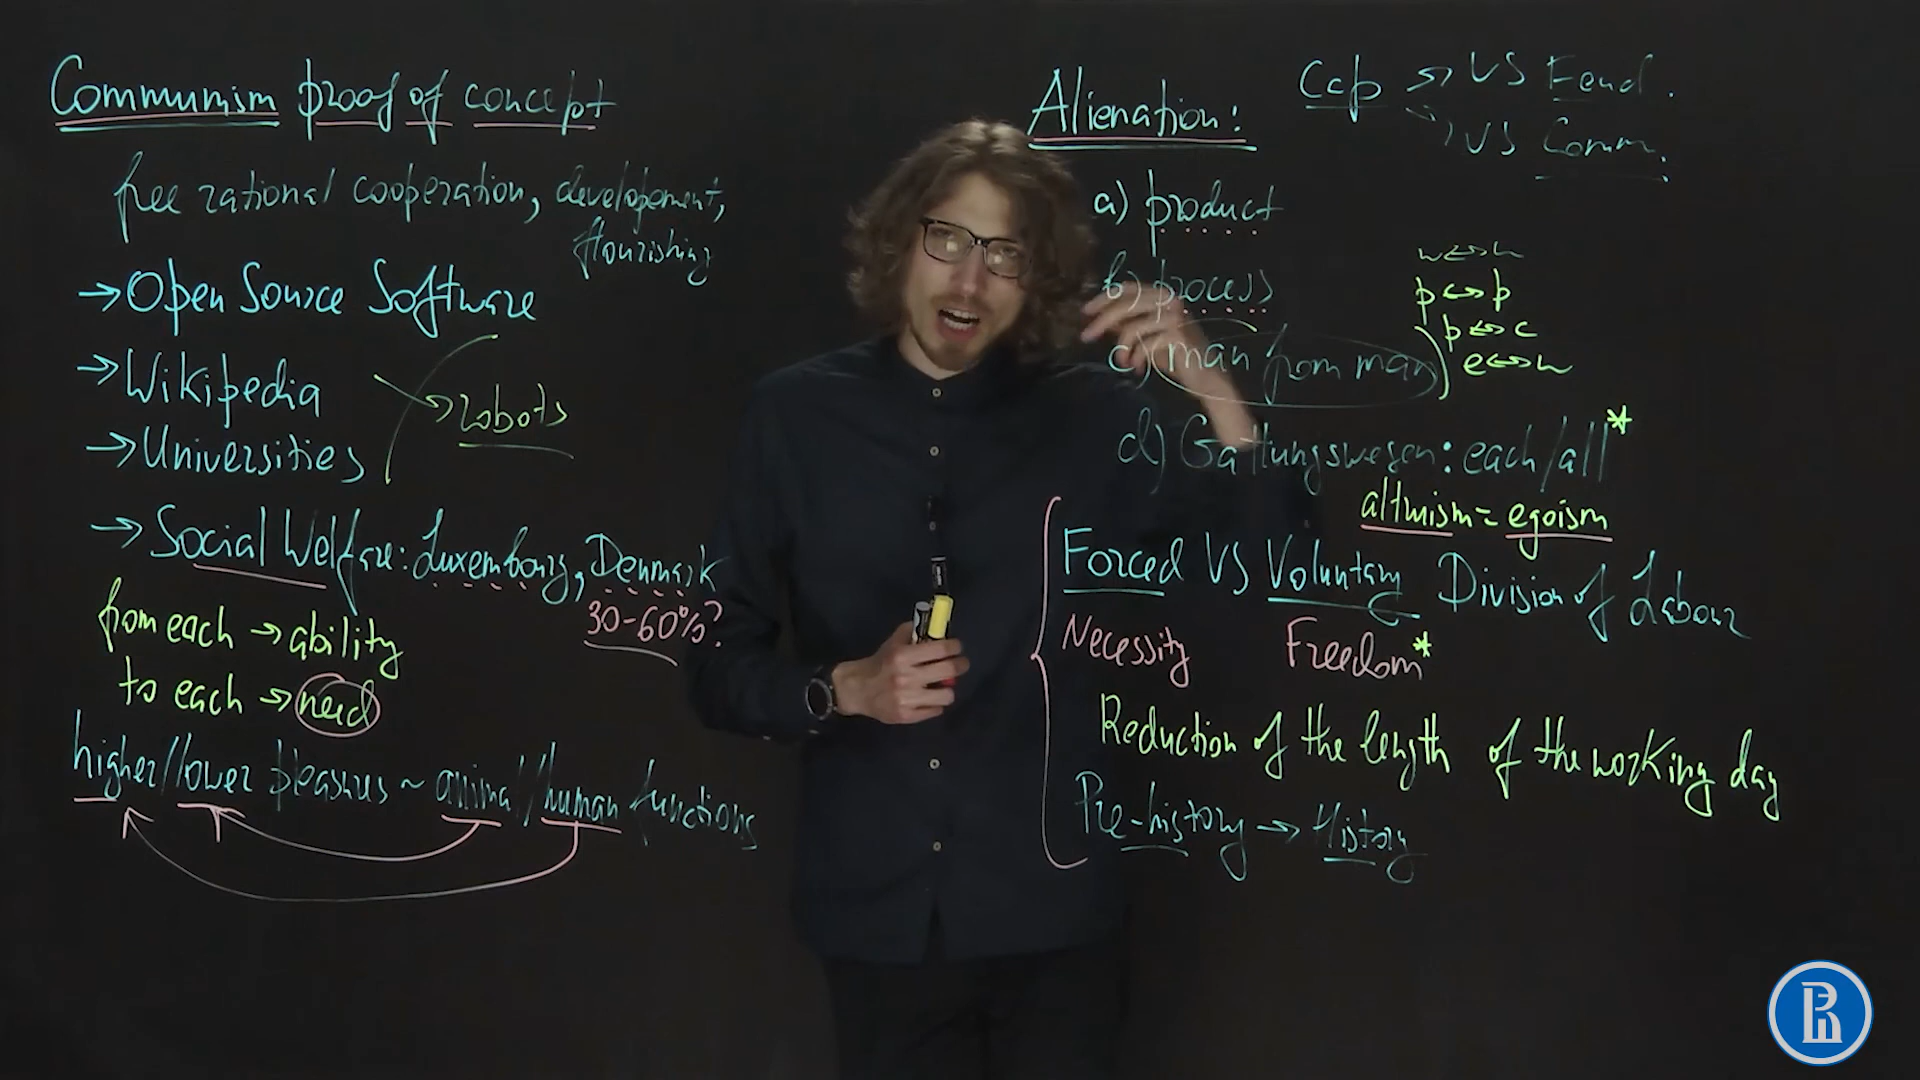 Communism proof of concept
free rational cooperation, developement,
flourishing
→ Open Source Software
→ Wikipedia
→ robots
→ Universities
→ Social Welfare: Luxembourg, Denmark
30-60%?
from each → ability
to each → need
higher/lower pleasures ~ animal/human functions
Alienation:
Cap → VS Feud.
→ VS Comm.
a) product
b) process
c) man from man
w↔w
p↔p
p↔c
e↔w
d) Gattungswesen: each/all*
altruism = egoism
Forced VS Voluntary Division of Labour
Necessity Freedom*
Reduction of the length of the working day
Pre-history → History